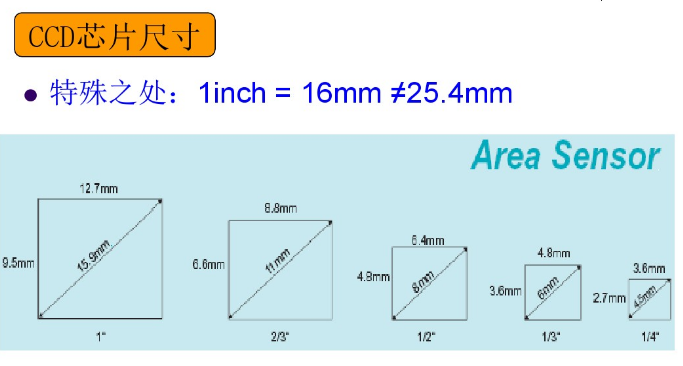 CCD芯片尺寸
● 特殊之处：1inch = 16mm ≠25.4mm
Area Sensor
12.7mm
9.5mm
15.9mm
1"
8.8mm
6.6mm
11mm
2/3"
6.4mm
4.8mm
8mm
1/2"
4.8mm
3.6mm
6mm
1/3"
3.6mm
2.7mm
4.5mm
1/4"